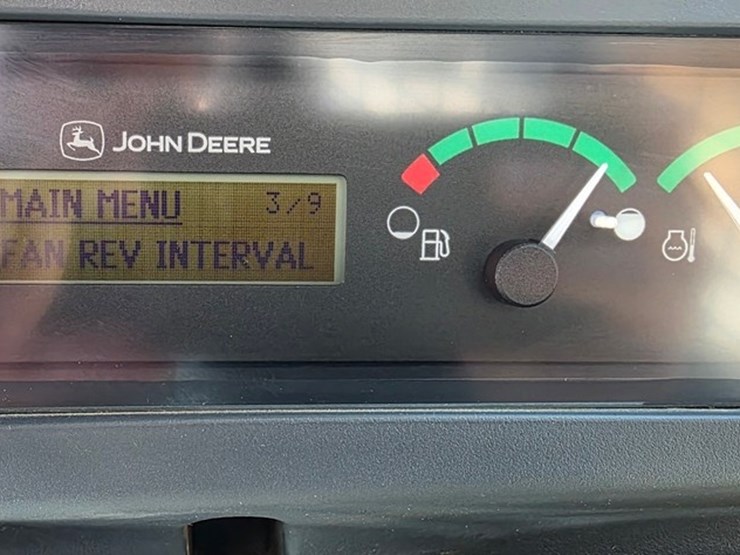 JOHN DEERE
MAIN MENU 3/9
FAN REV INTERVAL